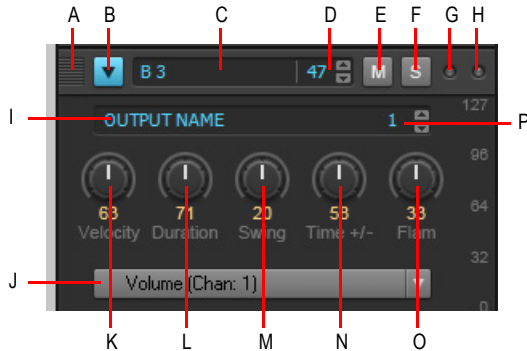 A B C D E F G H
B 3 47 M S
127
I OUTPUT NAME 1 P
96
63 71 20 58 33
64
Velocity Duration Swing Time +/- Flam
32
J Volume (Chan: 1)
0
K L M N O